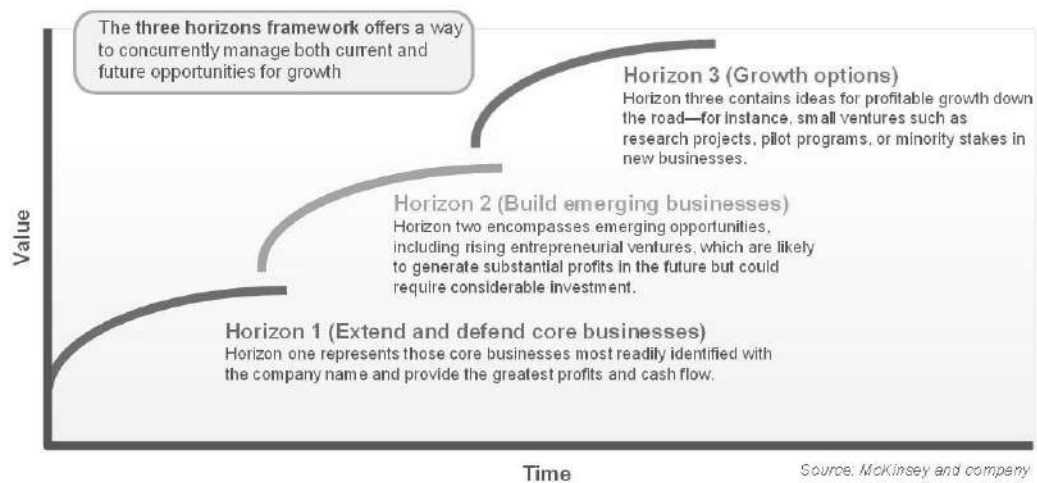 The three horizons framework offers a way
to concurrently manage both current and
future opportunities for growth
Horizon 3 (Growth options)
Horizon three contains ideas for profitable growth down
the road—for instance, small ventures such as
research projects, pilot programs, or minority stakes in
new businesses.
Horizon 2 (Build emerging businesses)
Horizon two encompasses emerging opportunities,
including rising entrepreneurial ventures, which are likely
to generate substantial profits in the future but could
require considerable investment.
Value
Horizon 1 (Extend and defend core businesses)
Horizon one represents those core businesses most readily identified with
the company name and provide the greatest profits and cash flow.
Time
Source: McKinsey and company